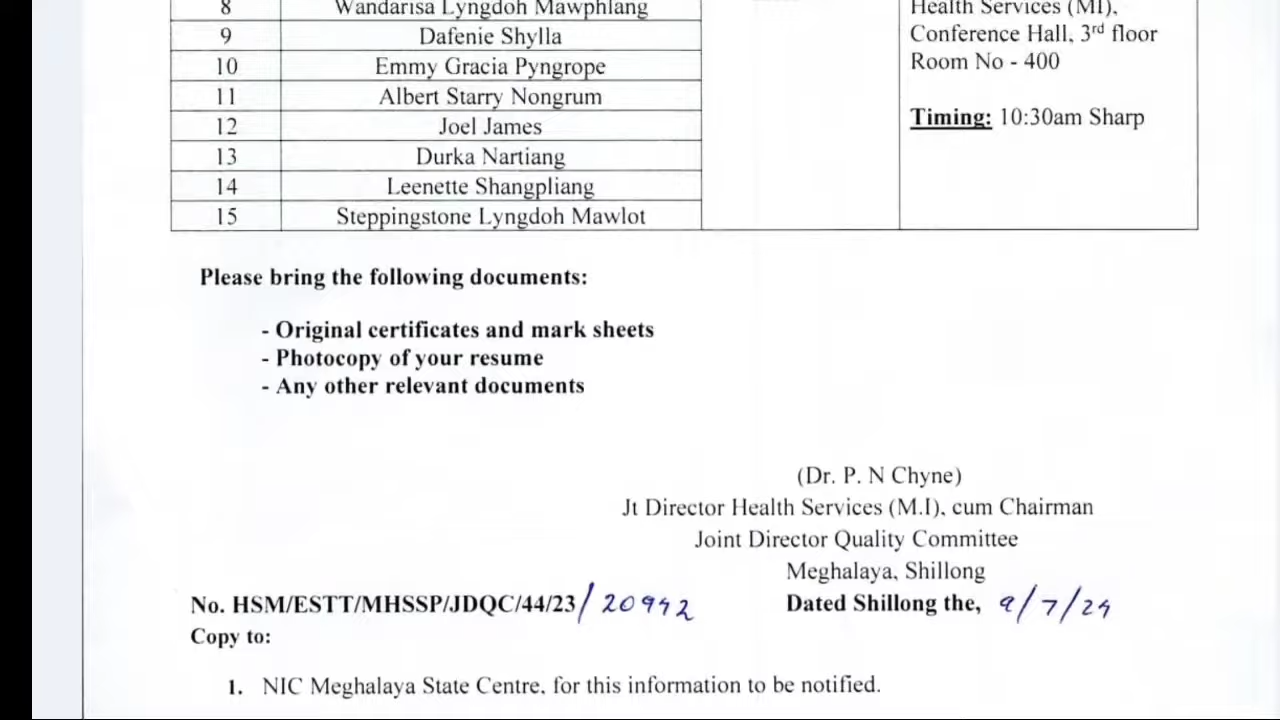 8 Wandarisa Lyngdoh Mawphlang
9 Dafenie Shylla
10 Emmy Gracia Pyngrope
11 Albert Starry Nongrum
12 Joel James
13 Durka Nartiang
14 Leenette Shangpliang
15 Steppingstone Lyngdoh Mawlot
Health Services (MI),
Conference Hall, 3rd floor
Room No - 400
Timing: 10:30am Sharp
Please bring the following documents:
- Original certificates and mark sheets
- Photocopy of your resume
- Any other relevant documents
(Dr. P. N Chyne)
Jt Director Health Services (M.I), cum Chairman
Joint Director Quality Committee
Meghalaya, Shillong
No. HSM/ESTT/MHSSP/JDQC/44/23/20942 Dated Shillong the, 9/7/24
Copy to:
1. NIC Meghalaya State Centre, for this information to be notified.